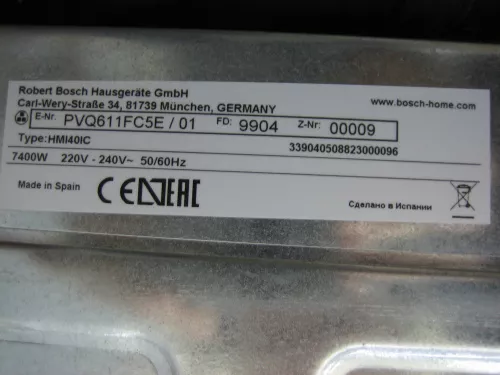 Robert Bosch Hausgeräte GmbH
Carl-Wery-Straße 34, 81739 München, GERMANY
www.bosch-home.com
E-Nr. PVQ611FC5E / 01 FD: 9904 Z-Nr: 00009
Type:HMI40IC
339040508823000096
7400W 220V - 240V~ 50/60Hz
Made in Spain
CE EAC
Сделано в Испании